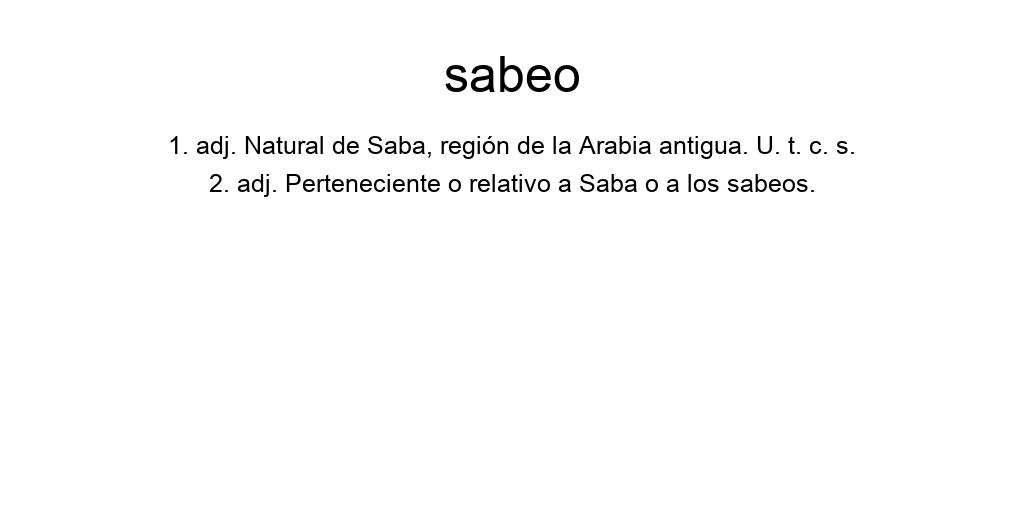 sabeo
1. adj. Natural de Saba, región de la Arabia antigua. U. t. c. s.
2. adj. Perteneciente o relativo a Saba o a los sabeos.